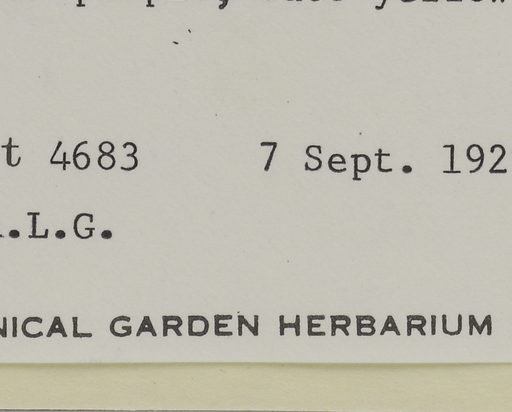 t 4683 7 Sept. 192
.L.G.
NICAL GARDEN HERBARIUM